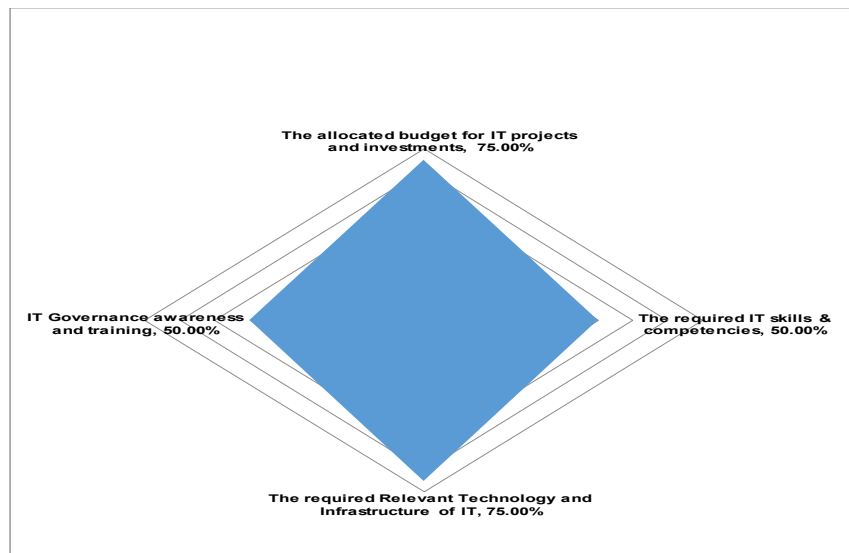 The allocated budget for IT projects
and investments, 75.00%
IT Governance awareness
and training, 50.00%
The required IT skills &
competencies, 50.00%
The required Relevant Technology and
Infrastructure of IT, 75.00%